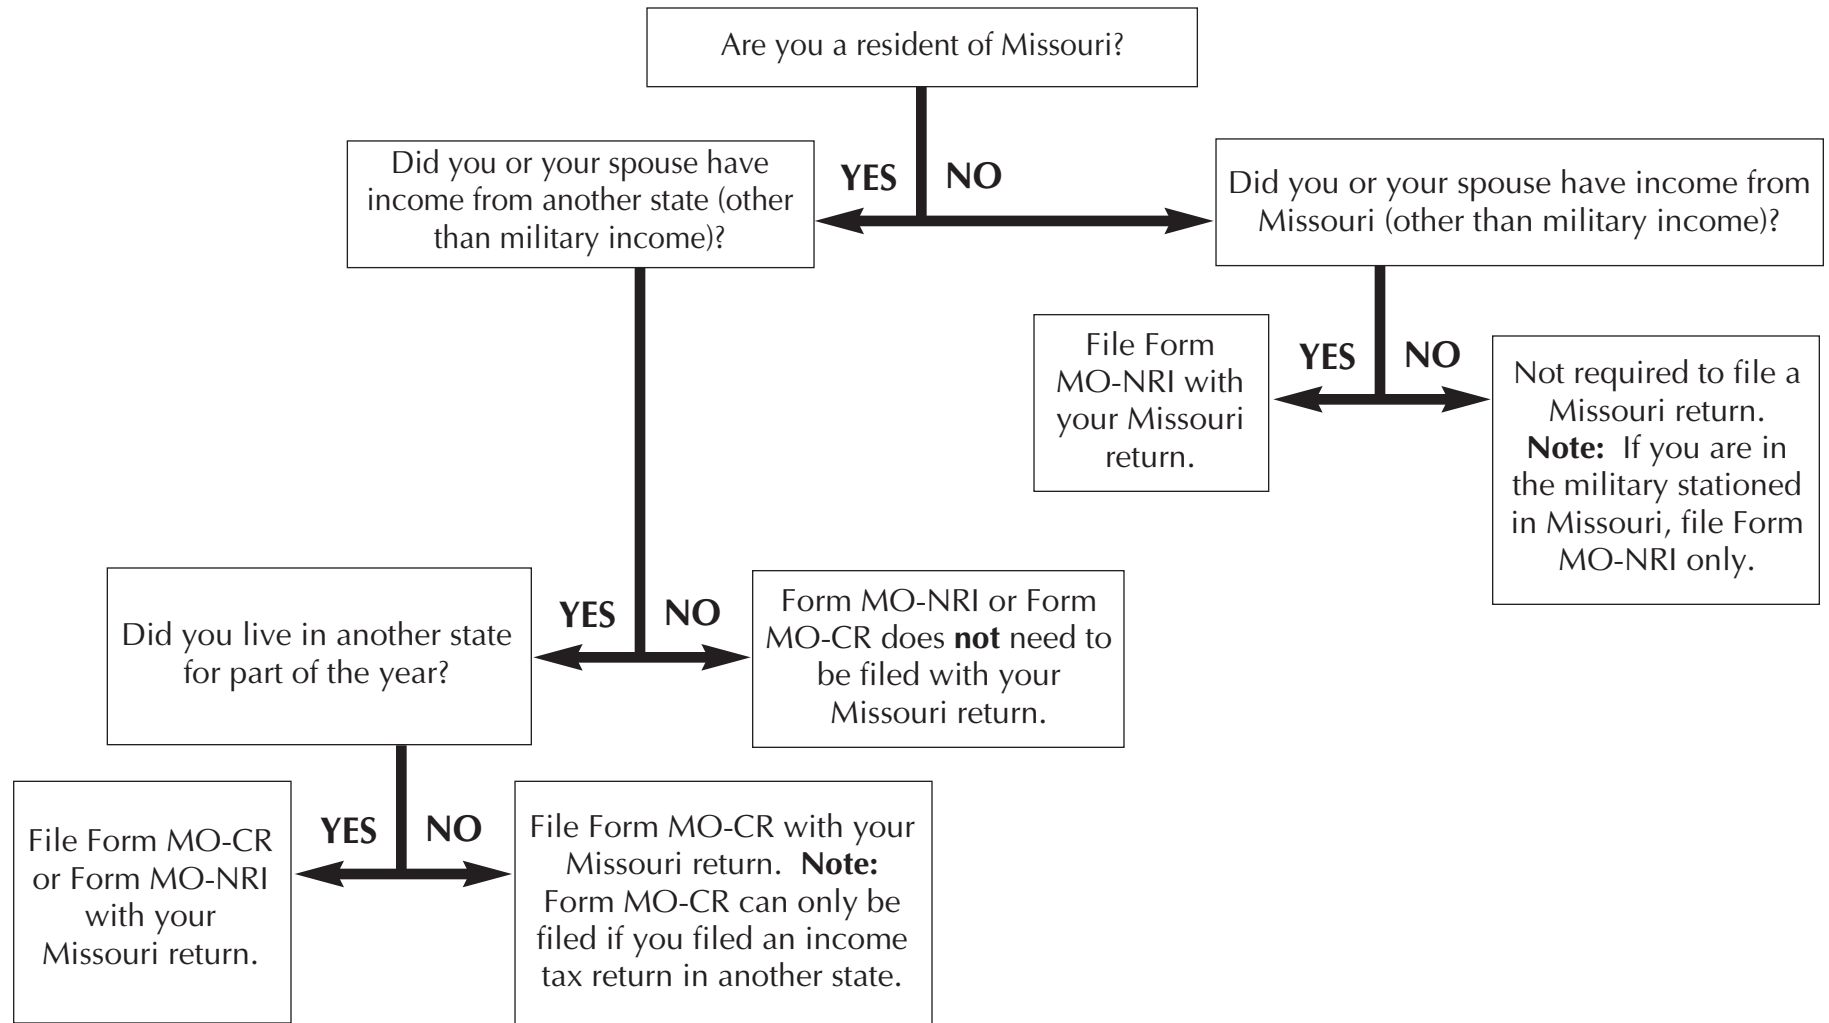 Are you a resident of Missouri?
Did you or your spouse have
income from another state (other
than military income)?
YES
NO
Did you or your spouse have income from
Missouri (other than military income)?
File Form
MO-NRI with
your Missouri
return.
YES
NO
Not required to file a
Missouri return.
Note: If you are in
the military stationed
in Missouri, file Form
MO-NRI only.
Did you live in another state
for part of the year?
YES
NO
Form MO-NRI or Form
MO-CR does not need to
be filed with your
Missouri return.
File Form MO-CR
or Form MO-NRI
with your
Missouri return.
YES
NO
File Form MO-CR with your
Missouri return. Note:
Form MO-CR can only be
filed if you filed an income
tax return in another state.